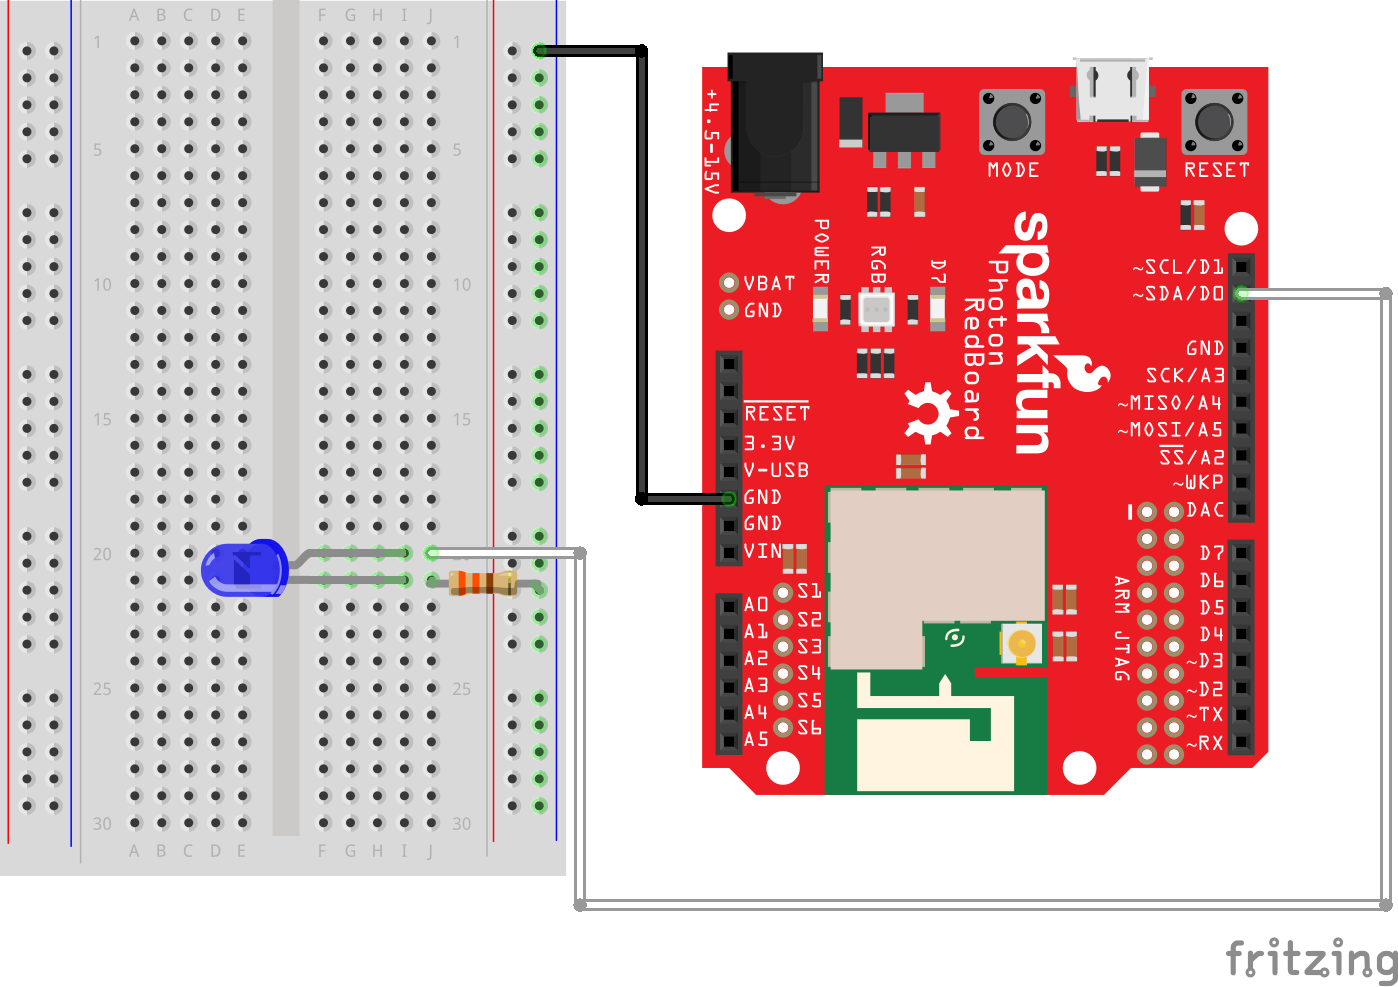 A B C D E F G H I J
1 1
5 5
10 10
15 15
20
25 25
30 30
A B C D E F G H I J
+4.5-15V
MODE
RESET
POWER
RGB
D7
VBAT
GND
sparkfun
Photon
RedBoard
RESET
3.3V
V-USB
GND
GND
VIN
A0
A1
A2
A3
A4
A5
S1
S2
S3
S4
S5
S6
~SCL/D1
~SDA/D0
GND
SCK/A3
~MISO/A4
~MOSI/A5
SS/A2
~WKP
DAC
ARM JTAG
D7
D6
D5
D4
~D3
~D2
~TX
~RX
fritzing